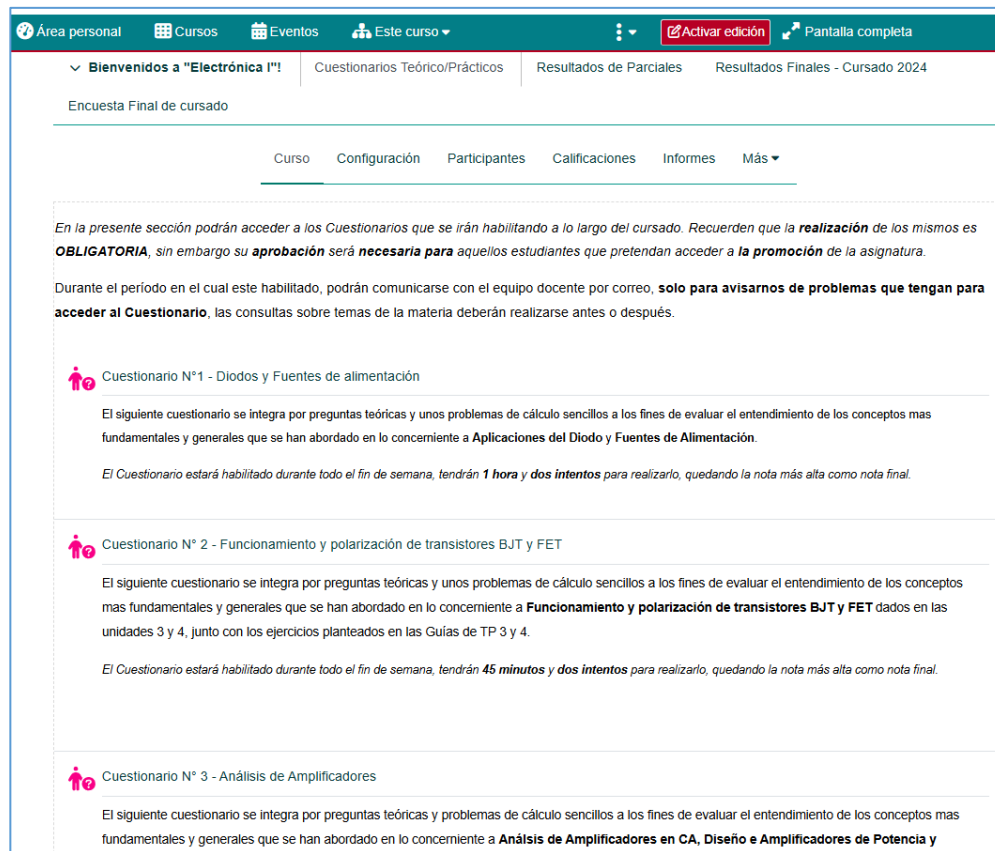 Área personal Cursos Eventos Este curso Activar edición Pantalla completa
Bienvenidos a "Electrónica I"! Cuestionarios Teórico/Prácticos Resultados de Parciales Resultados Finales - Cursado 2024
Encuesta Final de cursado
Curso Configuración Participantes Calificaciones Informes Más
En la presente sección podrán acceder a los Cuestionarios que se irán habilitando a lo largo del cursado. Recuerden que la realización de los mismos es
OBLIGATORIA, sin embargo su aprobación será necesaria para aquellos estudiantes que pretendan acceder a la promoción de la asignatura.
Durante el período en el cual este habilitado, podrán comunicarse con el equipo docente por correo, solo para avisarnos de problemas que tengan para
acceder al Cuestionario, las consultas sobre temas de la materia deberán realizarse antes o después.
Cuestionario N°1 - Diodos y Fuentes de alimentación
El siguiente cuestionario se integra por preguntas teóricas y unos problemas de cálculo sencillos a los fines de evaluar el entendimiento de los conceptos mas
fundamentales y generales que se han abordado en lo concerniente a Aplicaciones del Diodo y Fuentes de Alimentación.
El Cuestionario estará habilitado durante todo el fin de semana, tendrán 1 hora y dos intentos para realizarlo, quedando la nota más alta como nota final.
Cuestionario N° 2 - Funcionamiento y polarización de transistores BJT y FET
El siguiente cuestionario se integra por preguntas teóricas y unos problemas de cálculo sencillos a los fines de evaluar el entendimiento de los conceptos
mas fundamentales y generales que se han abordado en lo concerniente a Funcionamiento y polarización de transistores BJT y FET dados en las
unidades 3 y 4, junto con los ejercicios planteados en las Guías de TP 3 y 4.
El Cuestionario estará habilitado durante todo el fin de semana, tendrán 45 minutos y dos intentos para realizarlo, quedando la nota más alta como nota final.
Cuestionario N° 3 - Análisis de Amplificadores
El siguiente cuestionario se integra por preguntas teóricas y problemas de cálculo sencillos a los fines de evaluar el entendimiento de los conceptos mas
fundamentales y generales que se han abordado en lo concerniente a Análsis de Amplificadores en CA, Diseño e Amplificadores de Potencia y